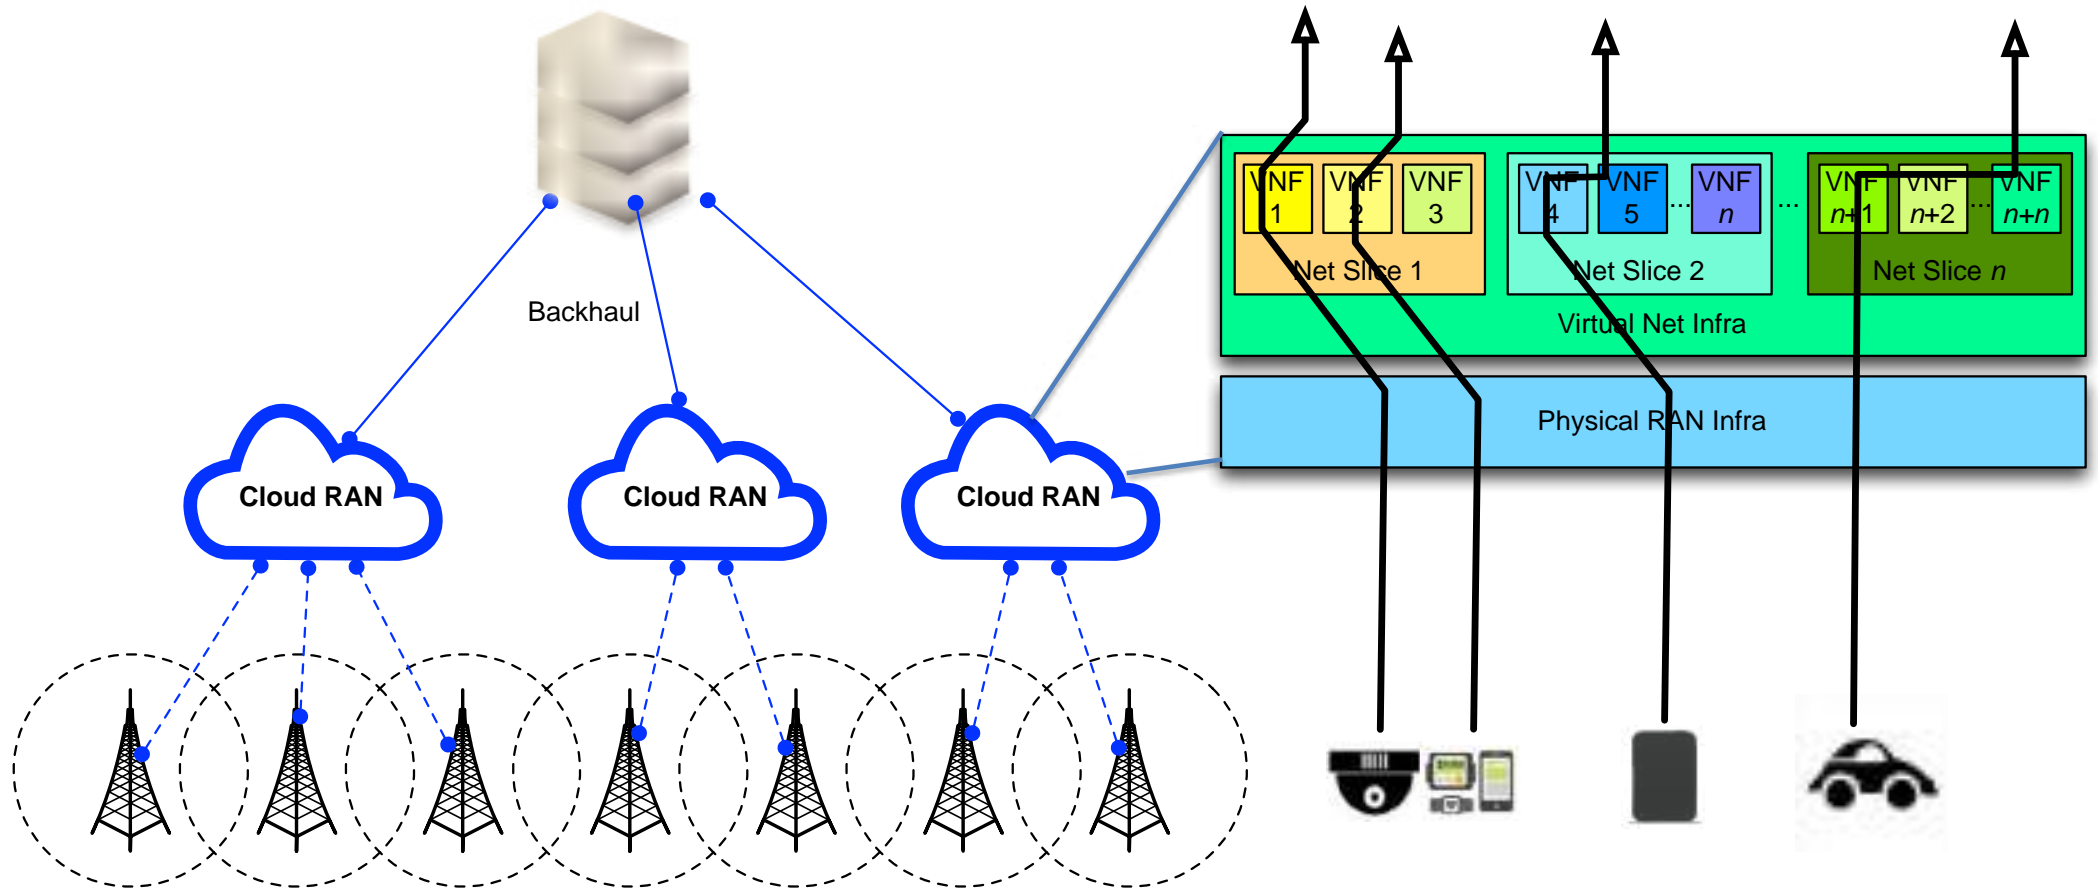 Backhaul
Cloud RAN
Cloud RAN
Cloud RAN
VNF
1
VNF
2
VNF
3
Net Slice 1
VNF
4
VNF
5
...
VNF
n
Net Slice 2
...
VNF
n+1
VNF
n+2
...
VNF
n+n
Net Slice n
Virtual Net Infra
Physical RAN Infra